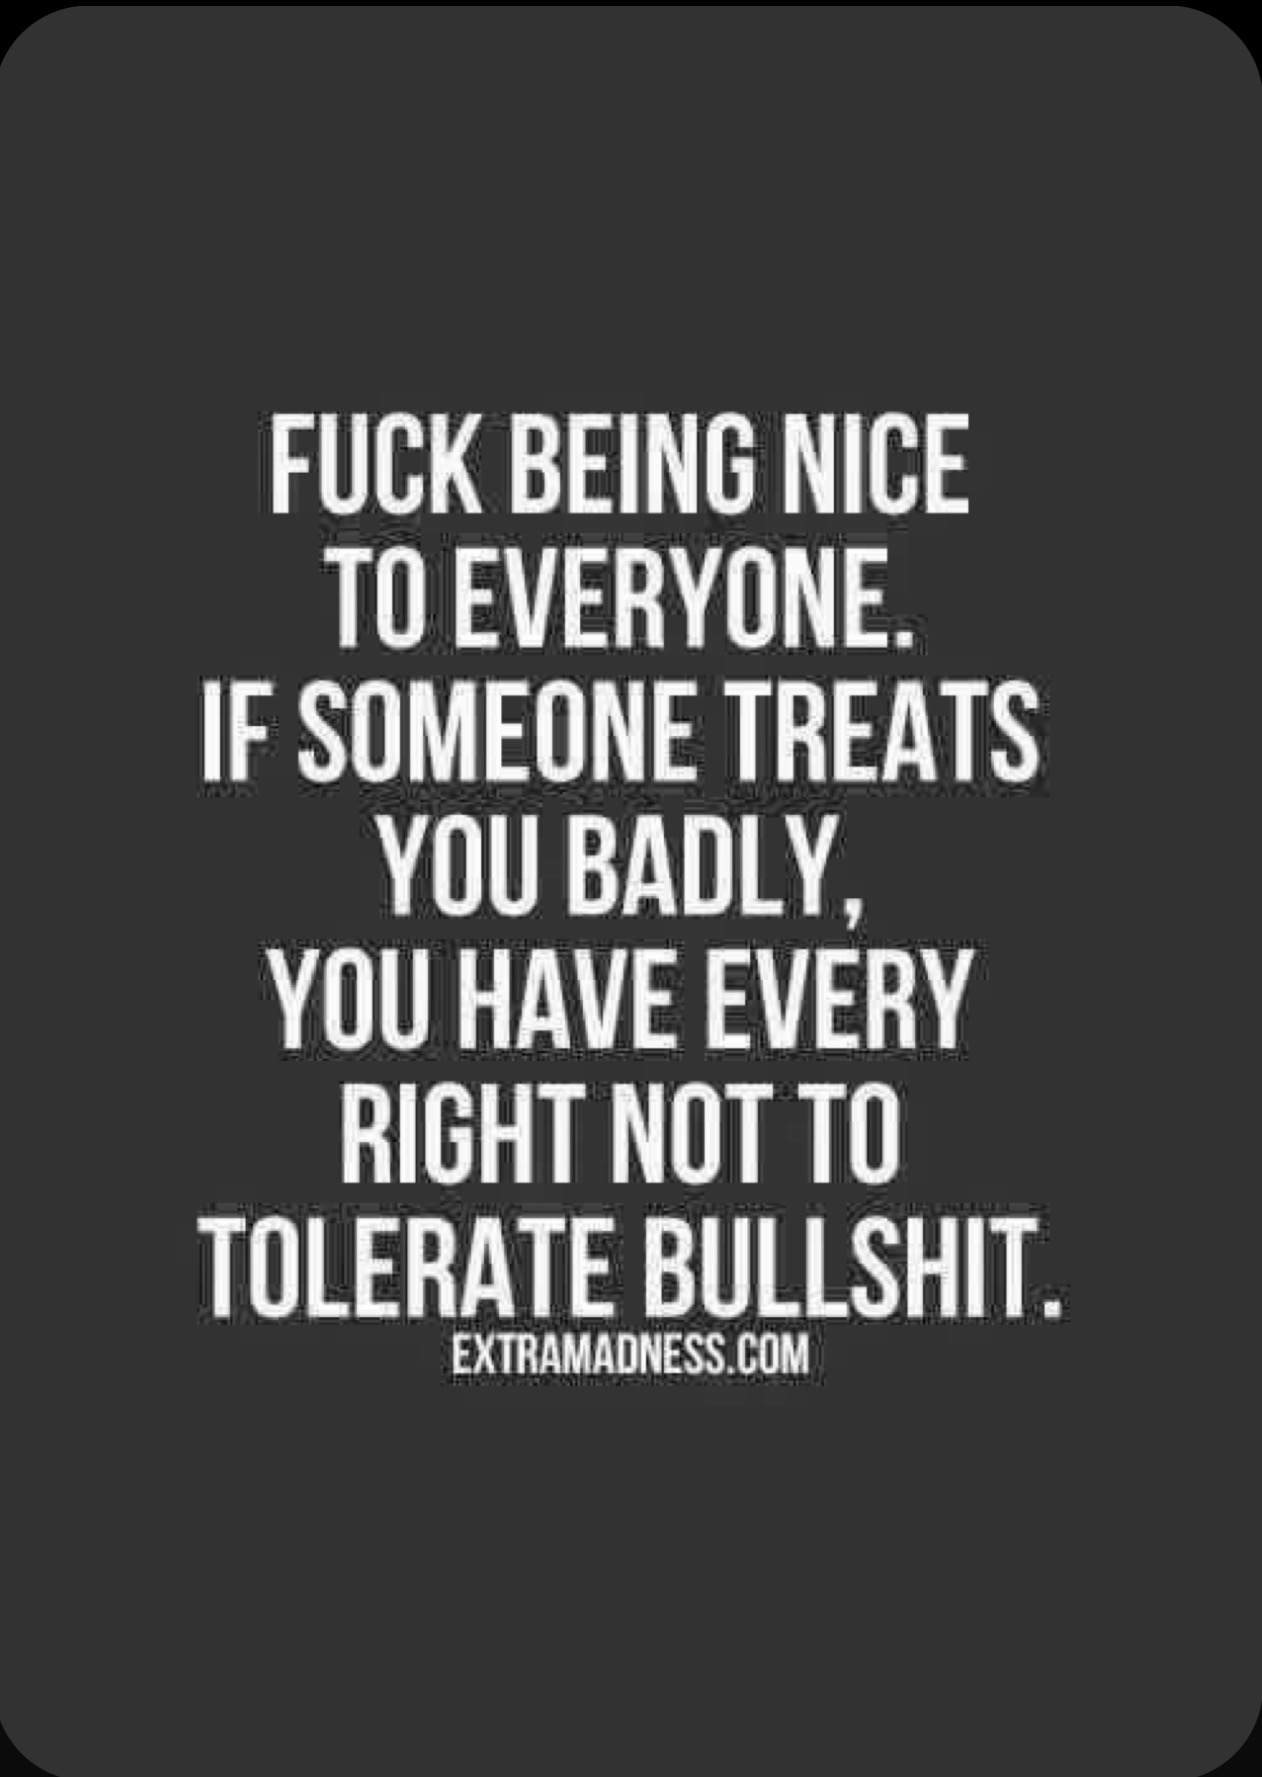 FUCK BEING NICE
TO EVERYONE.
IF SOMEONE TREATS
YOU BADLY,
YOU HAVE EVERY
RIGHT NOT TO
TOLERATE BULLSHIT.
EXTRAMADNESS.COM